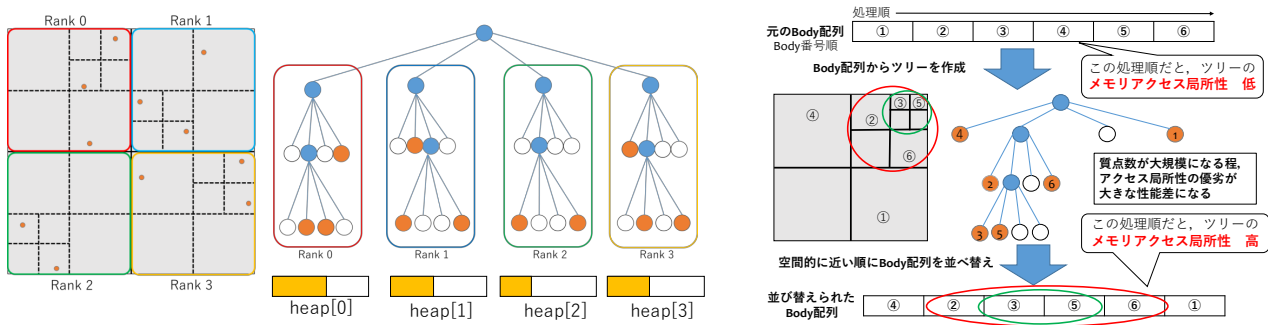 Rank 0
Rank 1
Rank 2
Rank 3
Rank 0
Rank 1
Rank 2
Rank 3
heap[0]
heap[1]
heap[2]
heap[3]
処理順
元のBody配列
Body番号順
① ② ③ ④ ⑤ ⑥
Body配列からツリーを作成
この処理順だと，ツリーの
メモリアクセス局所性 低
④ ② ③ ⑤
⑥
①
4 1
2 6
3 5
質点数が大規模になる程，
アクセス局所性の優劣が
大きな性能差になる
この処理順だと，ツリーの
メモリアクセス局所性 高
空間的に近い順にBody配列を並べ替え
並び替えられた
Body配列
④ ② ③ ⑤ ⑥ ①